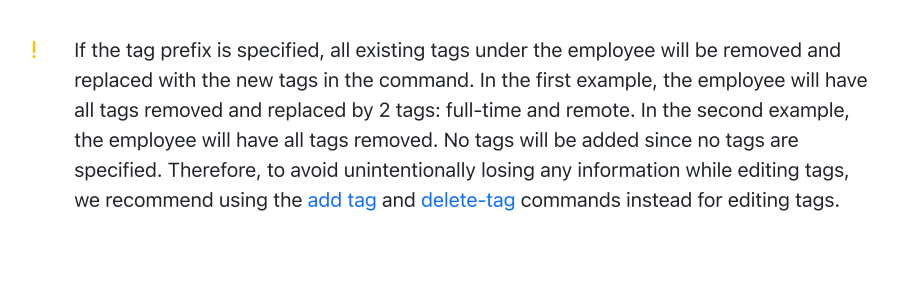 ! If the tag prefix is specified, all existing tags under the employee will be removed and
replaced with the new tags in the command. In the first example, the employee will have
all tags removed and replaced by 2 tags: full-time and remote. In the second example,
the employee will have all tags removed. No tags will be added since no tags are
specified. Therefore, to avoid unintentionally losing any information while editing tags,
we recommend using the add tag and delete-tag commands instead for editing tags.